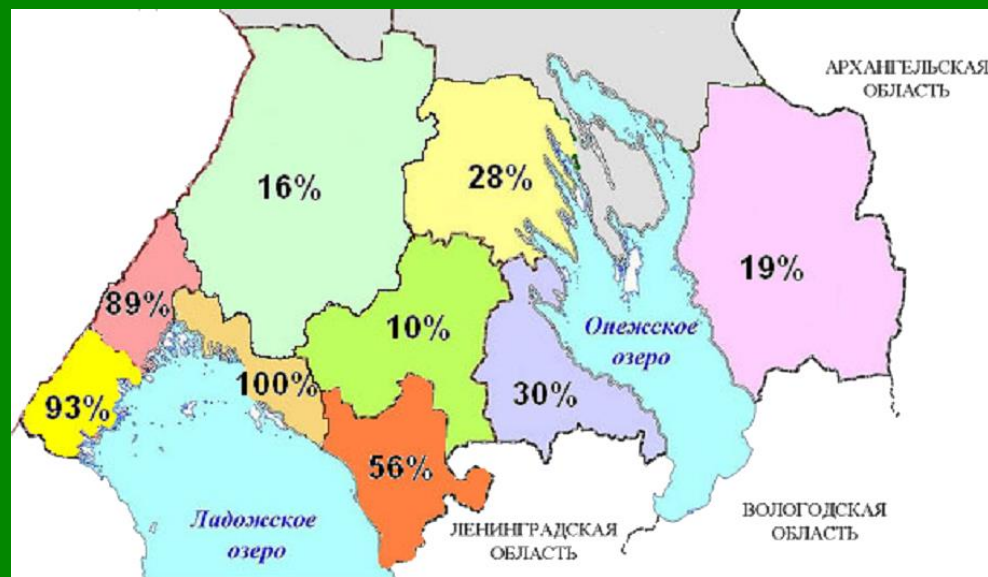 АРХАНГЕЛЬСКАЯ
ОБЛАСТЬ
16%
28%
19%
89%
10%
Онежское
озеро
100%
30%
93%
56%
Ладожское
озеро
ЛЕНИНГРАДСКАЯ
ОБЛАСТЬ
ВОЛОГОДСКАЯ
ОБЛАСТЬ